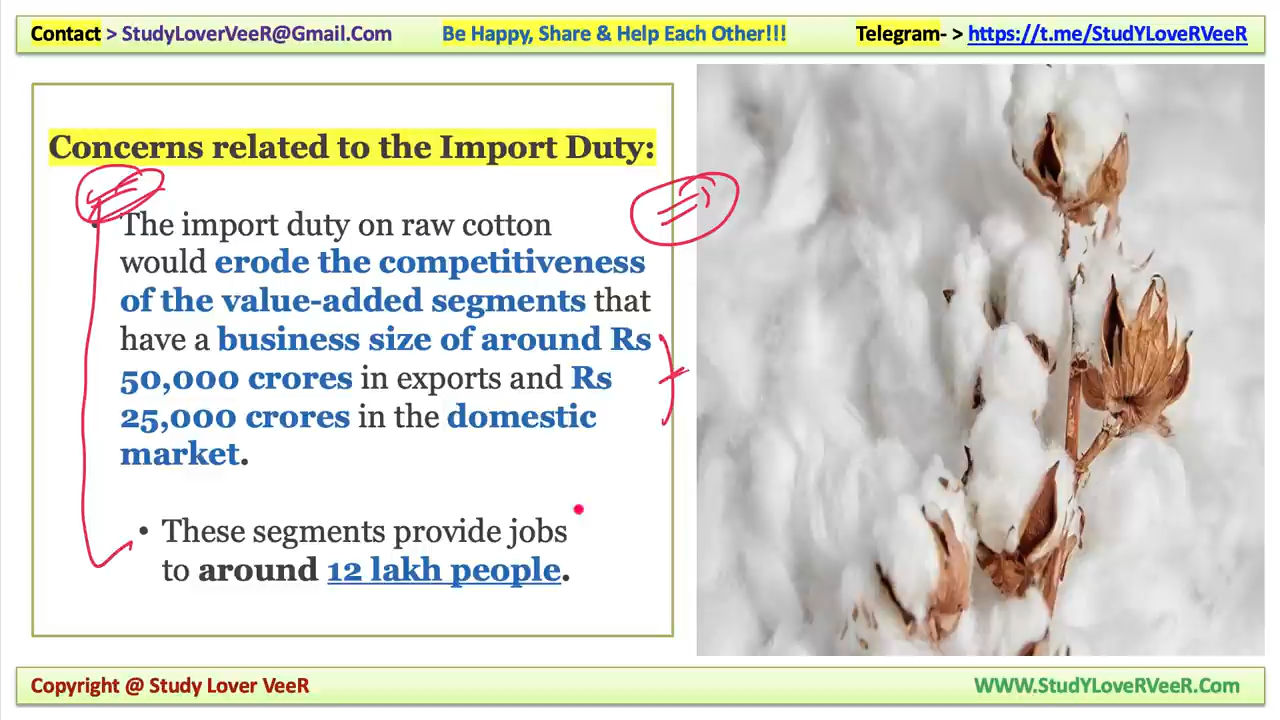 Contact > StudyLoverVeeR@Gmail.Com Be Happy, Share & Help Each Other!!! Telegram- > https://t.me/StudYLoveRVeeR
Concerns related to the Import Duty:
• The import duty on raw cotton
would erode the competitiveness
of the value-added segments that
have a business size of around Rs
50,000 crores in exports and Rs
25,000 crores in the domestic
market.
• These segments provide jobs
to around 12 lakh people.
Copyright @ Study Lover VeeR WWW.StudYLoveRVeeR.Com